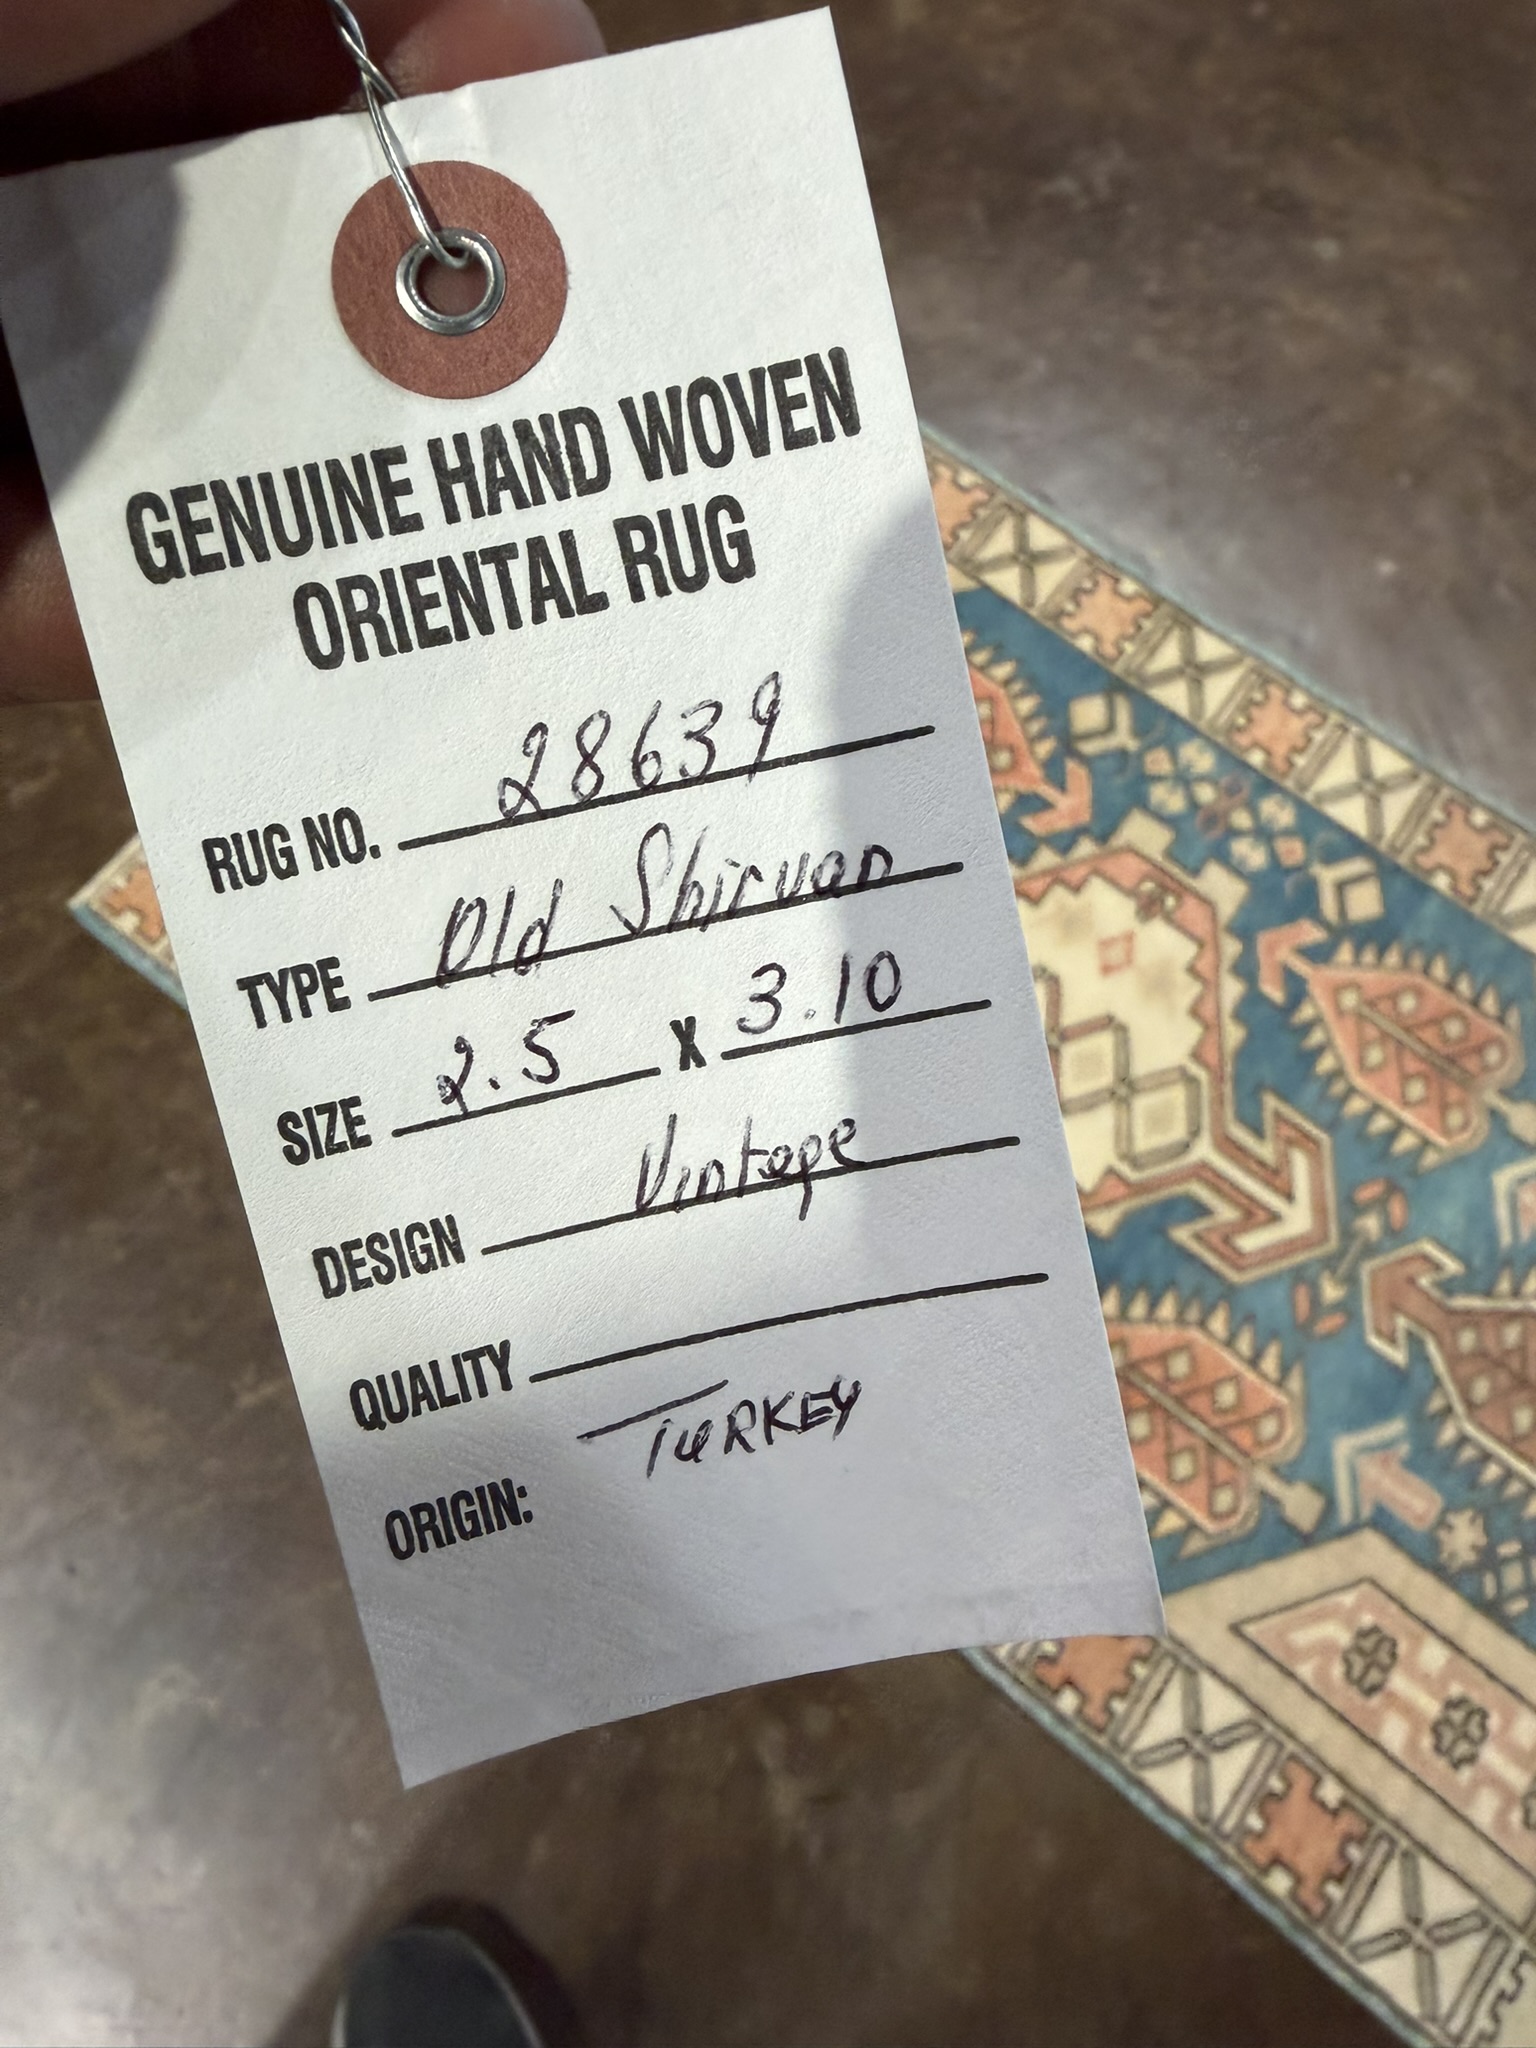 GENUINE HAND WOVEN
ORIENTAL RUG
RUG NO. 28639
TYPE Old Shirvan
SIZE 2.5 X 3.10
DESIGN Vintage
QUALITY
ORIGIN: TURKEY